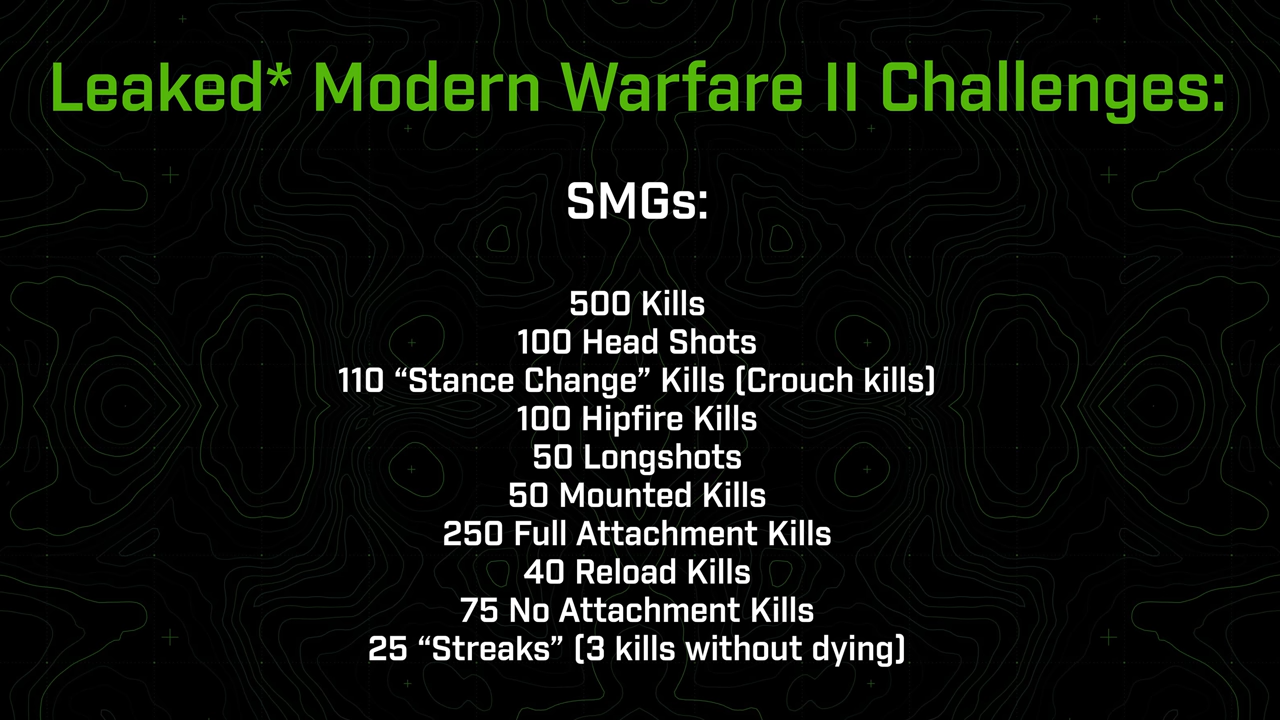 Leaked* Modern Warfare II Challenges:
SMGs:
500 Kills
100 Head Shots
110 “Stance Change” Kills (Crouch kills)
100 Hipfire Kills
50 Longshots
50 Mounted Kills
250 Full Attachment Kills
40 Reload Kills
75 No Attachment Kills
25 “Streaks” (3 kills without dying)